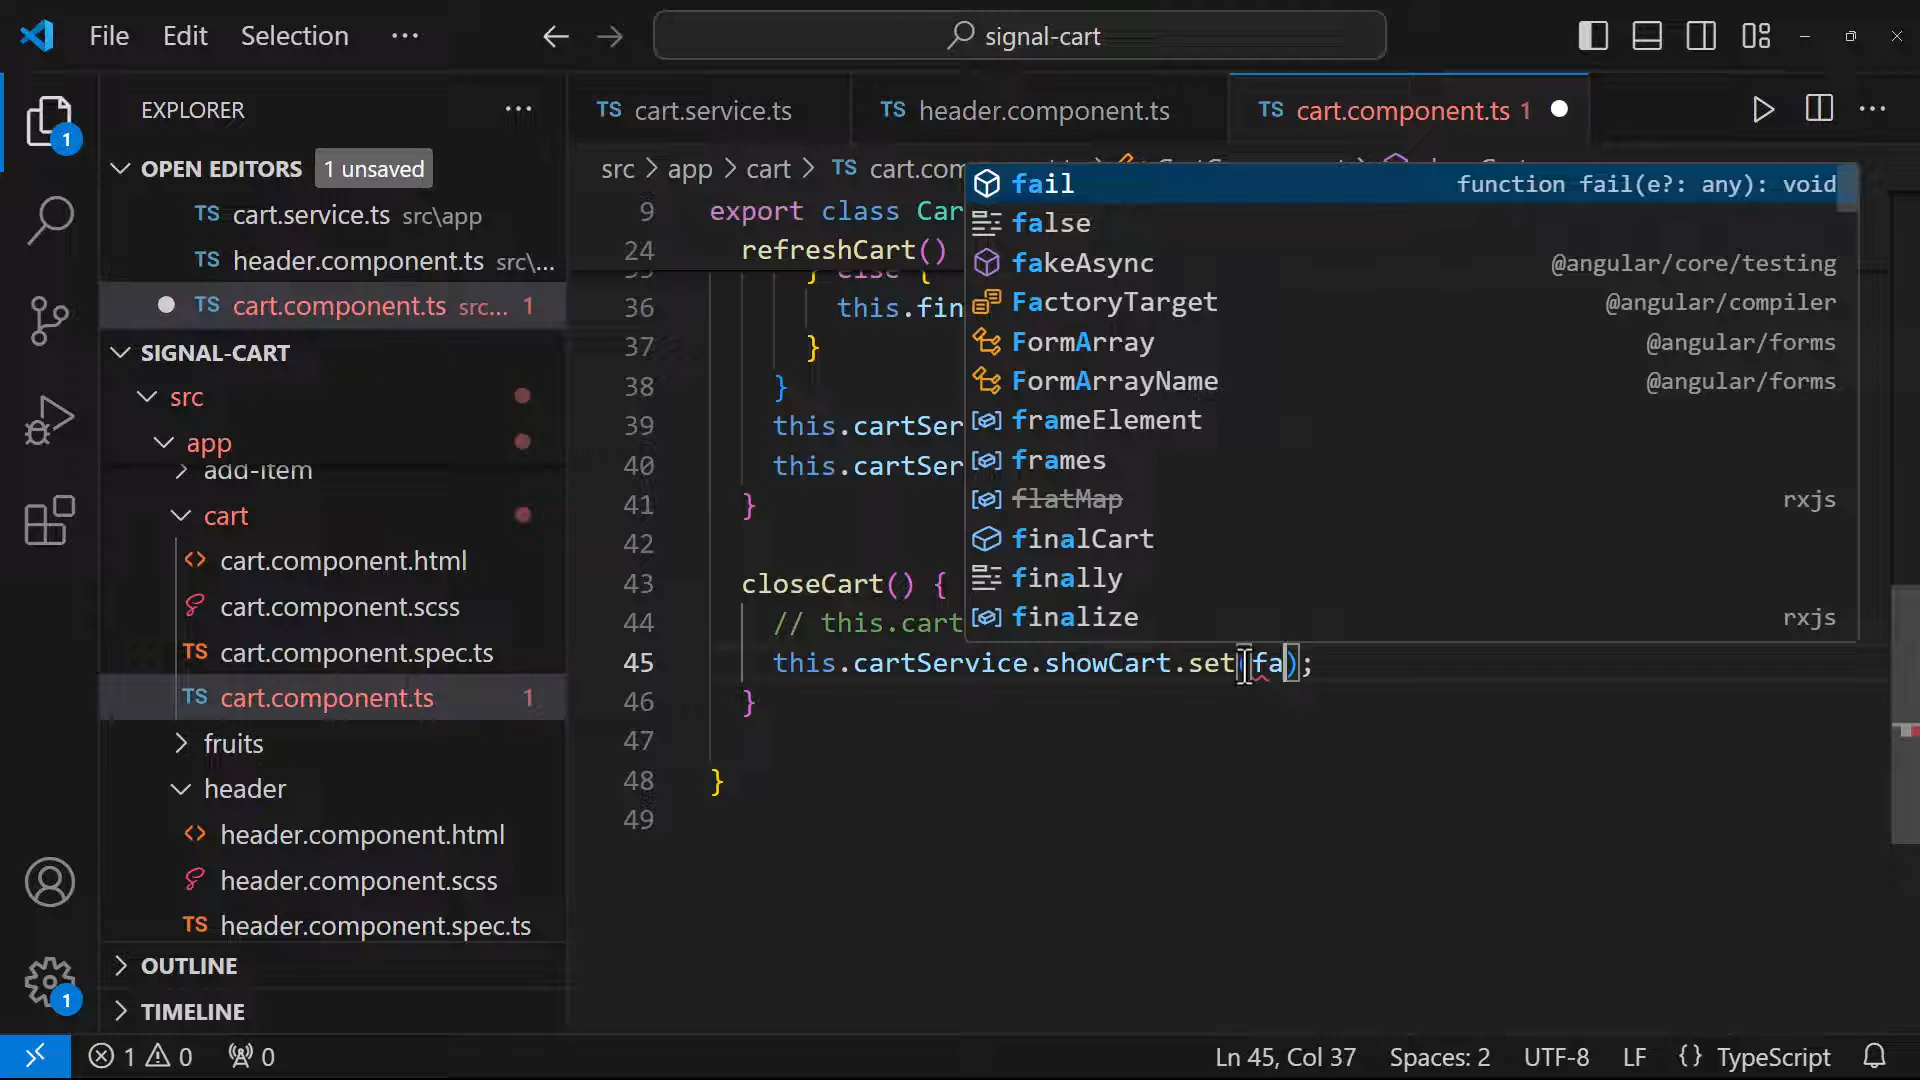 File Edit Selection ··· signal-cart
EXPLORER ···
OPEN EDITORS 1 unsaved
TS cart.service.ts src\app
TS header.component.ts src\...
TS cart.component.ts src... 1
SIGNAL-CART
src
app
add-item
cart
cart.component.html
cart.component.scss
TS cart.component.spec.ts
TS cart.component.ts 1
fruits
header
header.component.html
header.component.scss
TS header.component.spec.ts
OUTLINE
TIMELINE
TS cart.service.ts TS header.component.ts TS cart.component.ts 1
src > app > cart > TS cart.com
9 export class Car
24 refreshCart()
35 } else {
36 this.fin
37 }
38 }
39 this.cartSer
40 this.cartSer
41 }
42
43 closeCart() {
44 // this.cart
45 this.cartService.showCart.set(fa);
46 }
47
48 }
49
fail function fail(e?: any): void
false
fakeAsync @angular/core/testing
FactoryTarget @angular/compiler
FormArray @angular/forms
FormArrayName @angular/forms
frameElement
frames
flatMap rxjs
finalCart
finally
finalize rxjs
1
1
1 0 0 Ln 45, Col 37 Spaces: 2 UTF-8 LF {} TypeScript